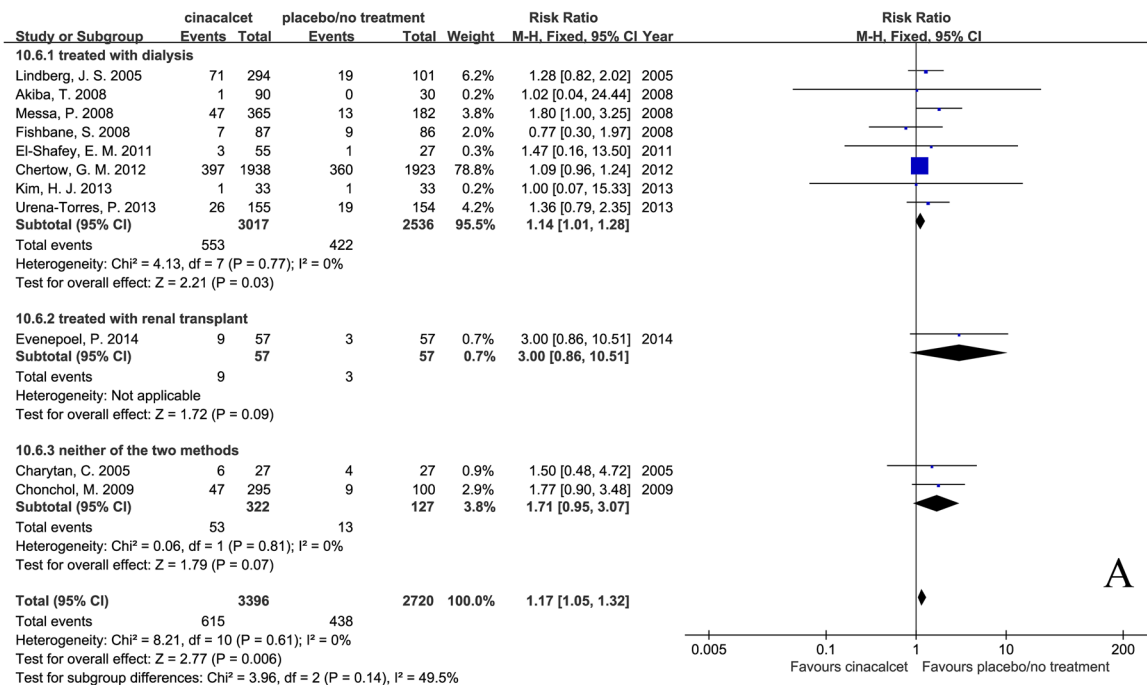 cinacalcet placebo/no treatment Risk Ratio Risk Ratio
Study or Subgroup Events Total Events Total Weight M-H, Fixed, 95% CI Year M-H, Fixed, 95% CI
10.6.1 treated with dialysis
Lindberg, J. S. 2005 71 294 19 101 6.2% 1.28 [0.82, 2.02] 2005
Akiba, T. 2008 1 90 0 30 0.2% 1.02 [0.04, 24.44] 2008
Messa, P. 2008 47 365 13 182 3.8% 1.80 [1.00, 3.25] 2008
Fishbane, S. 2008 7 87 9 86 2.0% 0.77 [0.30, 1.97] 2008
El-Shafey, E. M. 2011 3 55 1 27 0.3% 1.47 [0.16, 13.50] 2011
Chertow, G. M. 2012 397 1938 360 1923 78.8% 1.09 [0.96, 1.24] 2012
Kim, H. J. 2013 1 33 1 33 0.2% 1.00 [0.07, 15.33] 2013
Urena-Torres, P. 2013 26 155 19 154 4.2% 1.36 [0.79, 2.35] 2013
Subtotal (95% CI) 3017 2536 95.5% 1.14 [1.01, 1.28]
Total events 553 422
Heterogeneity: Chi² = 4.13, df = 7 (P = 0.77); I² = 0%
Test for overall effect: Z = 2.21 (P = 0.03)
10.6.2 treated with renal transplant
Evenepoel, P. 2014 9 57 3 57 0.7% 3.00 [0.86, 10.51] 2014
Subtotal (95% CI) 57 57 0.7% 3.00 [0.86, 10.51]
Total events 9 3
Heterogeneity: Not applicable
Test for overall effect: Z = 1.72 (P = 0.09)
10.6.3 neither of the two methods
Charytan, C. 2005 6 27 4 27 0.9% 1.50 [0.48, 4.72] 2005
Chonchol, M. 2009 47 295 9 100 2.9% 1.77 [0.90, 3.48] 2009
Subtotal (95% CI) 322 127 3.8% 1.71 [0.95, 3.07]
Total events 53 13
Heterogeneity: Chi² = 0.06, df = 1 (P = 0.81); I² = 0%
Test for overall effect: Z = 1.79 (P = 0.07)
A
Total (95% CI) 3396 2720 100.0% 1.17 [1.05, 1.32]
Total events 615 438
Heterogeneity: Chi² = 8.21, df = 10 (P = 0.61); I² = 0%
Test for overall effect: Z = 2.77 (P = 0.006)
Test for subgroup differences: Chi² = 3.96, df = 2 (P = 0.14), I² = 49.5%
0.005 0.1 1 10 200
Favours cinacalcet Favours placebo/no treatment